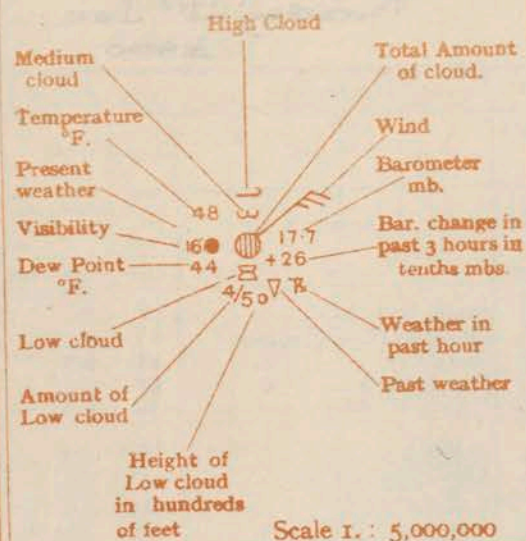 High Cloud
Medium
cloud
Total Amount
of cloud.
Temperature
°F.
Wind
Present
weather
Barometer
mb.
48
Visibility
16
17.7
Bar. change in
past 3 hours in
tenths mbs.
Dew Point
°F.
44
+26
4/50
Low cloud
Weather in
past hour
Amount of
Low cloud
Past weather
Height of
Low cloud
in hundreds
of feet
Scale 1. : 5,000,000